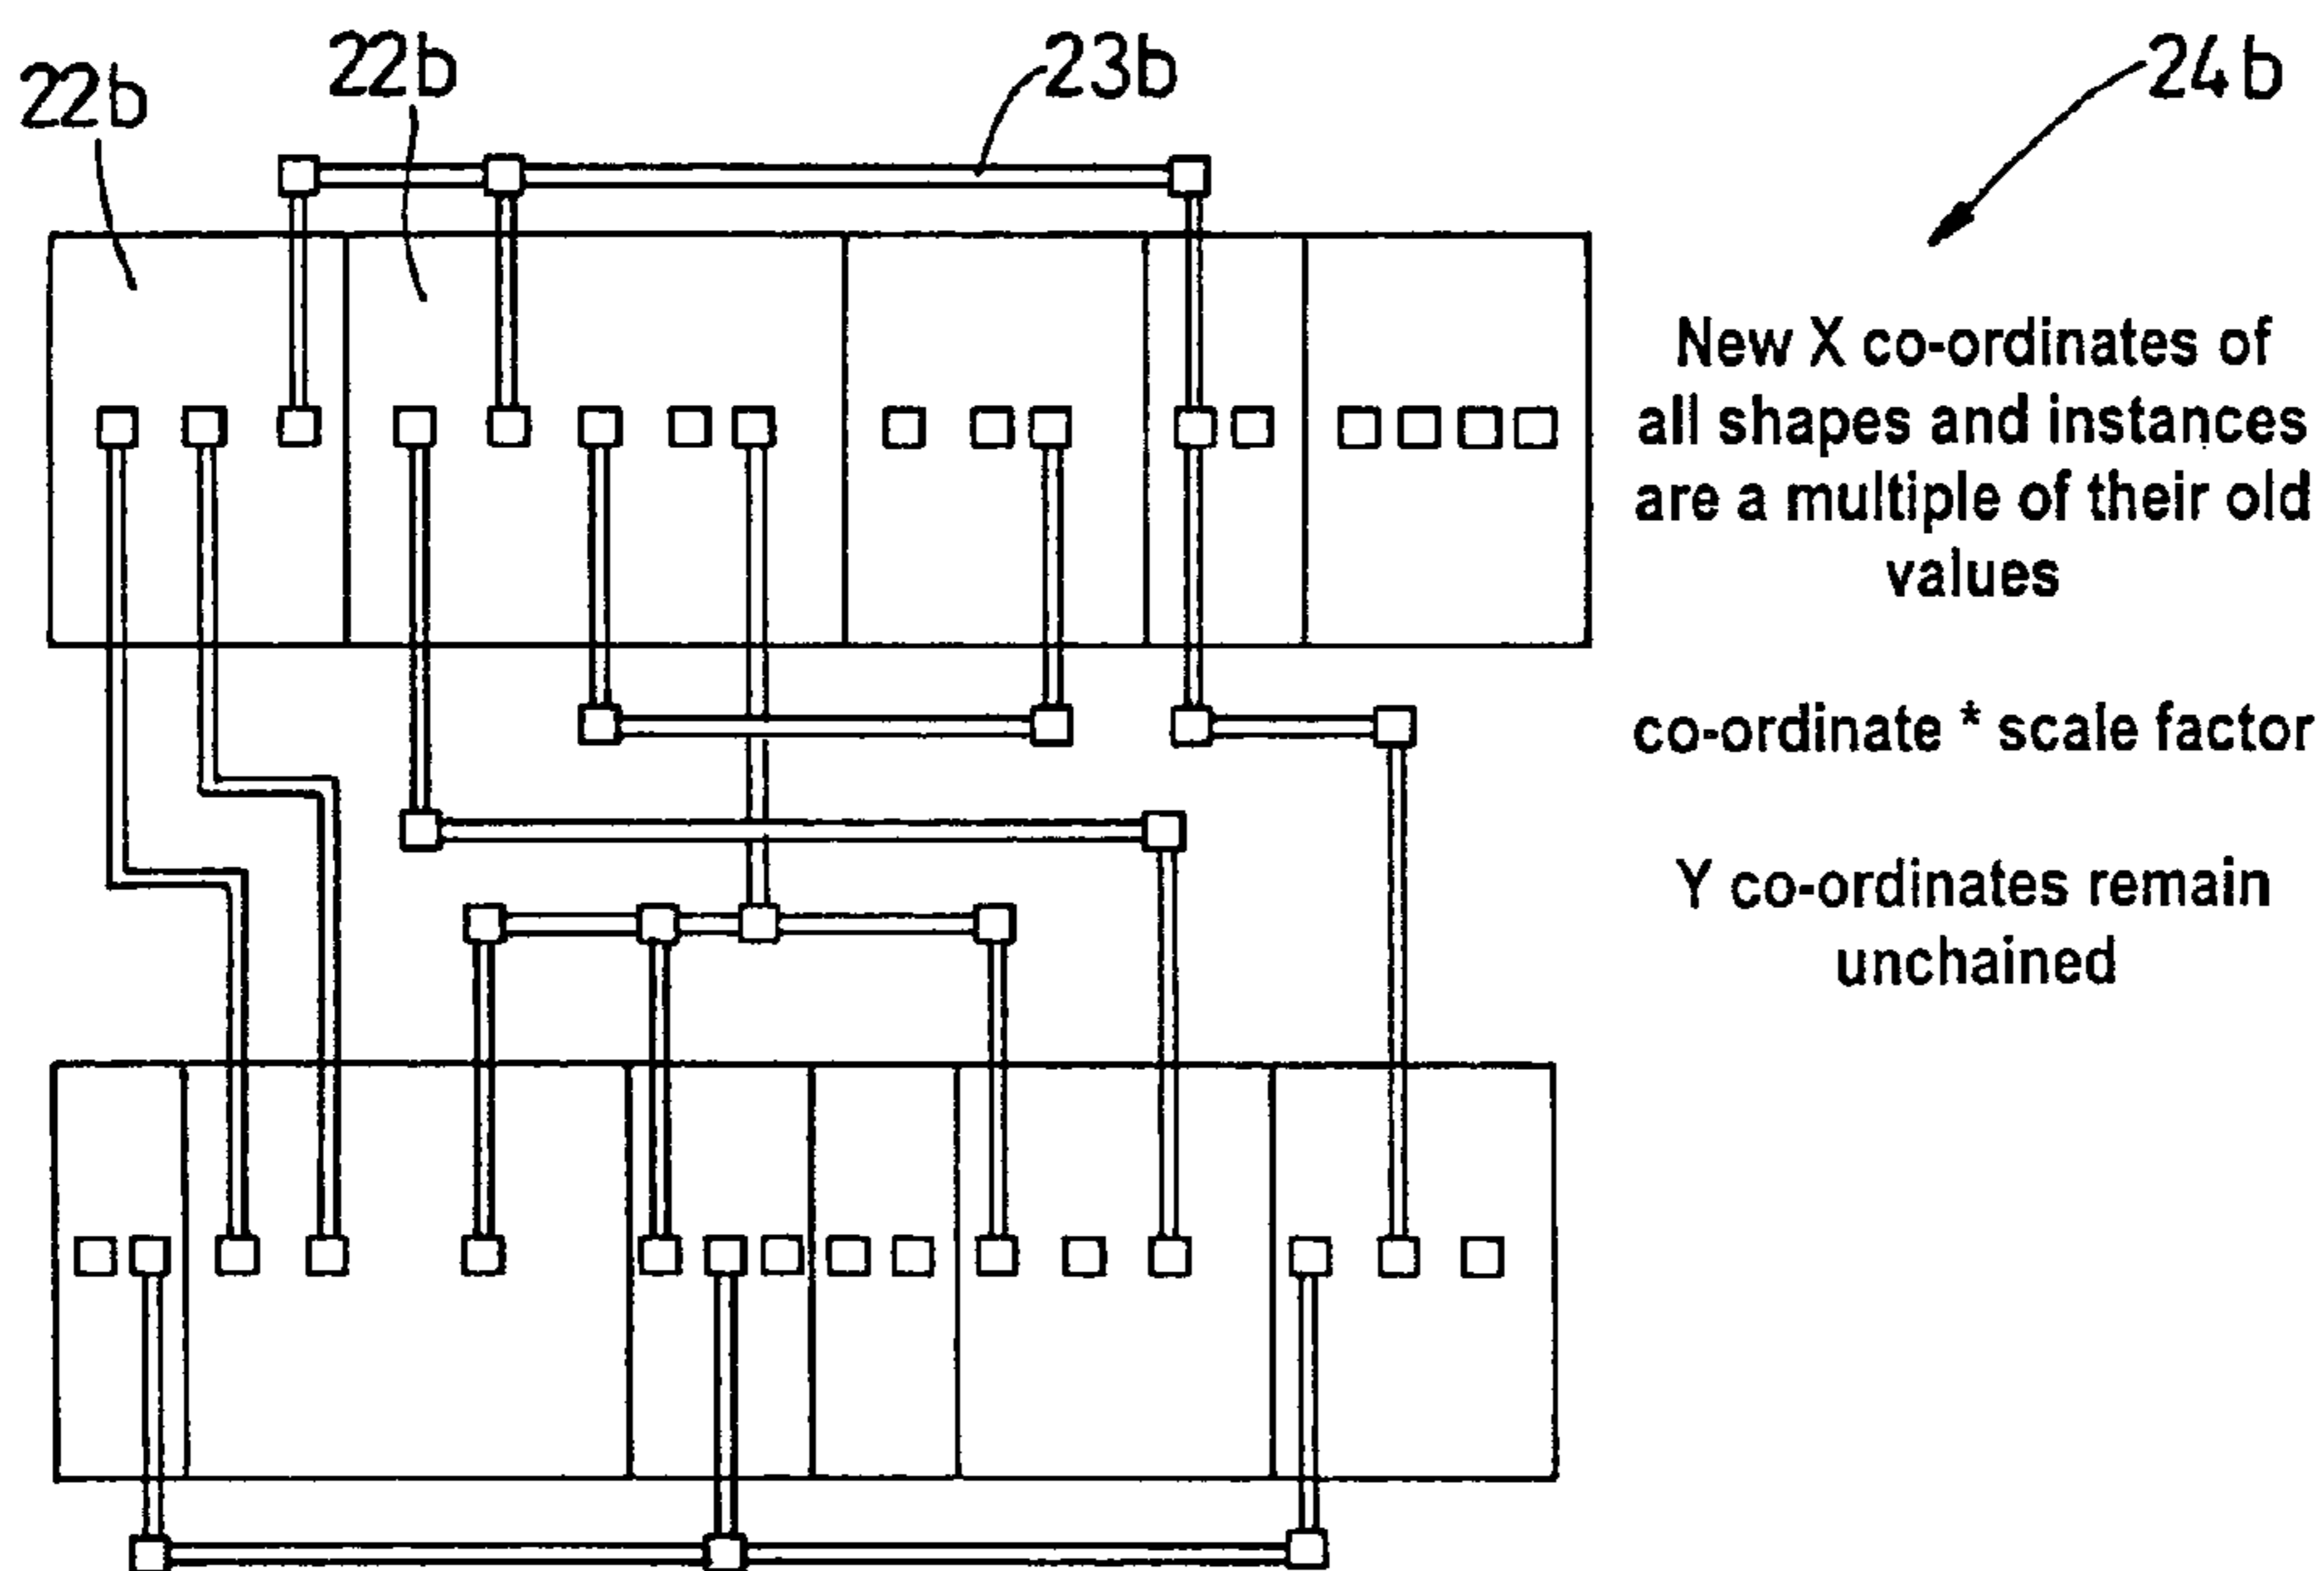 22b
22b
23b
24b
New X co-ordinates of
all shapes and instances
are a multiple of their old
values
co-ordinate * scale factor
Y co-ordinates remain
unchained